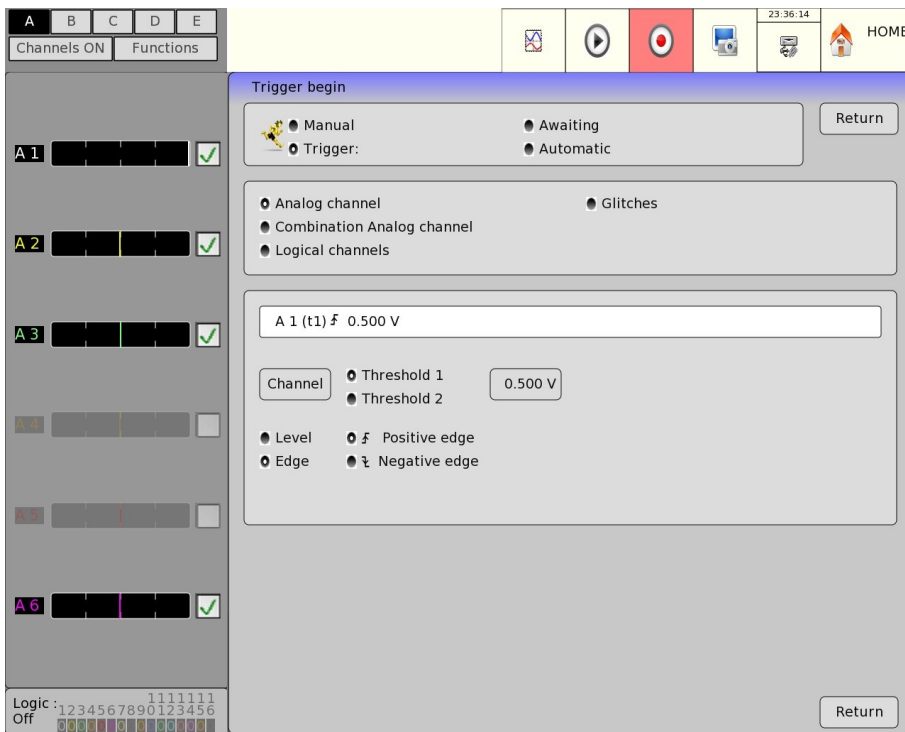 A B C D E
Channels ON Functions
23:36:14
HOME
Trigger begin
Manual
Awaiting
Return
Trigger:
Automatic
Analog channel
Glitches
Combination Analog channel
Logical channels
A 1 (t1) 0.500 V
Channel
Threshold 1
Threshold 2
0.500 V
Level
Positive edge
Edge
Negative edge
A 1
A 2
A 3
A 4
A 5
A 6
Logic :
Off
1111111
1234567890123456
Return